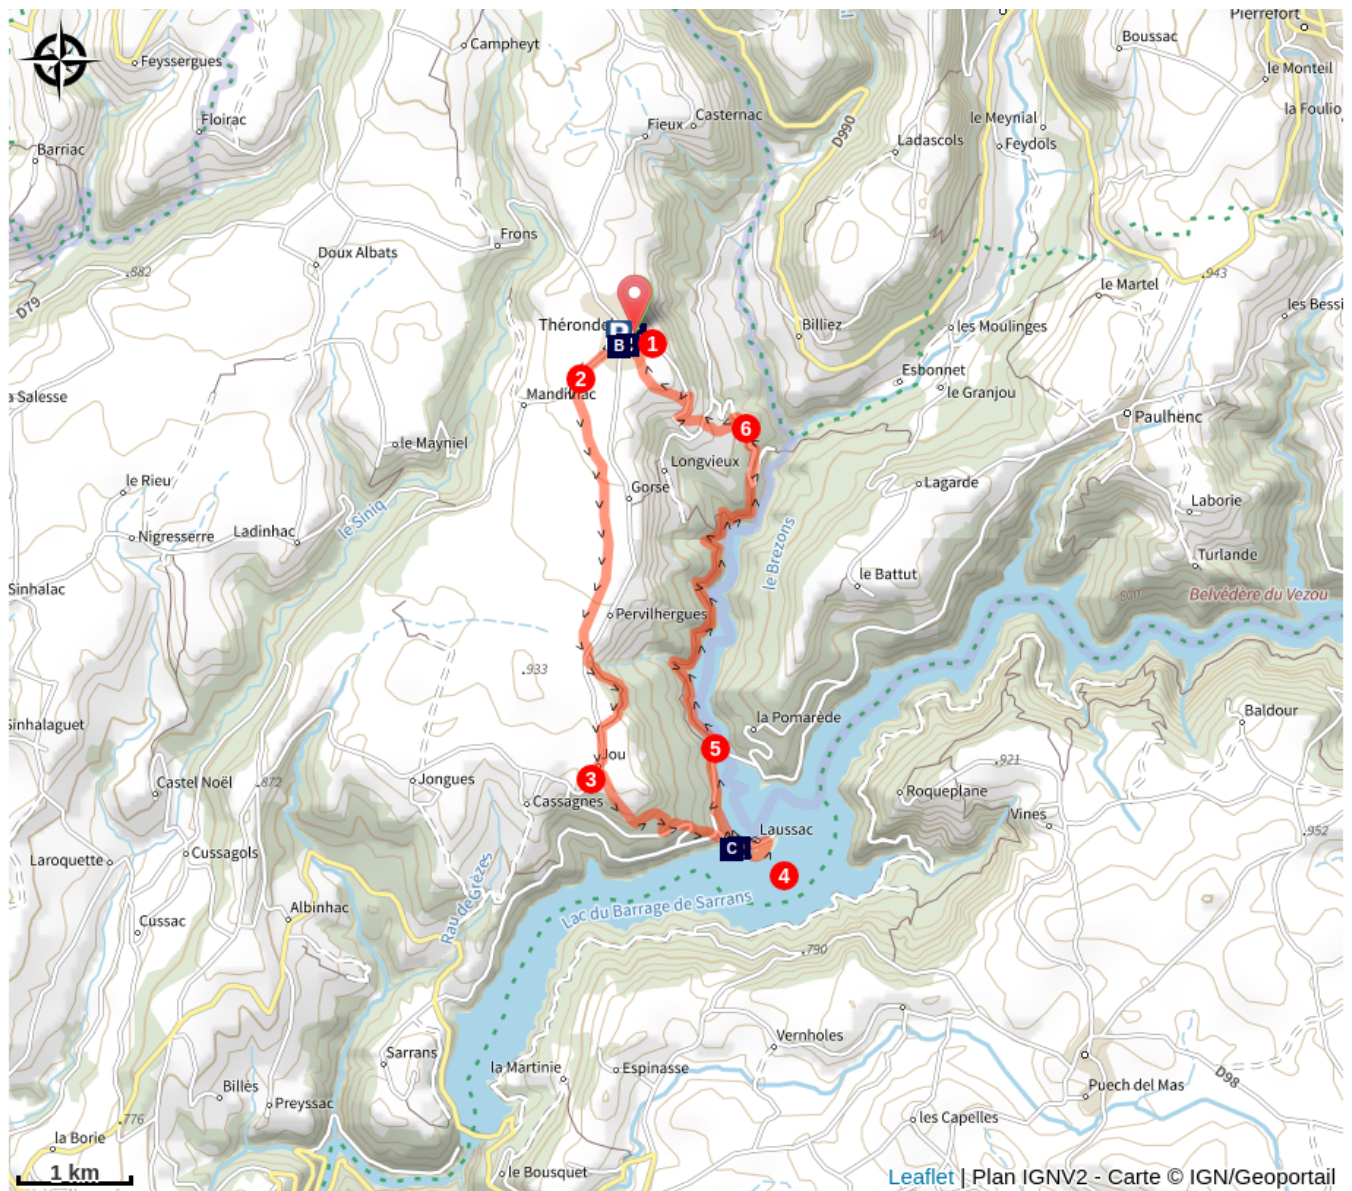 Pierrefort
Campheyt
Boussac
Feyssergues
le Monteil
la Foulio
Casternac
Floirac
Fieux
le Meynial
D990
Ladascols
Feydols
Barriac
Frons
Doux Albats
882
943
le Martel
D79
les Bessi
Théronde
P
Billiez
les Moulinges
B
1
Esbonnet
2
le Granjou
a Salesse
Mandilhac
Paulhenc
6
le Mayniel
Longvieux
le Rieu
Gorse
Lagarde
Laborie
le Siniq
Nigresserre
Ladinhac
le Brezons
Turlande
le Battut
Sinhalac
800
Belvédère du Vezou
Pervilhergues
933
Sinhalaguet
la Pomarède
Baldour
5
Jou
921
Castel Noël
872
Jongues
3
Cassagnes
Roqueplane
Vines
Laussac
952
C
Laroquette
Cussagols
4
Rau de Grèzes
Albinhac
Lac du Barrage de Sarrans
Cussac
790
Vernholes
Sarrans
la Martinie
Espinasse
D98
Billès
Puech del Mas
Preyssac
776
les Capelles
la Borie
1 km
le Bousquet
Leaflet | Plan IGNV2 - Carte © IGN/Geoportail